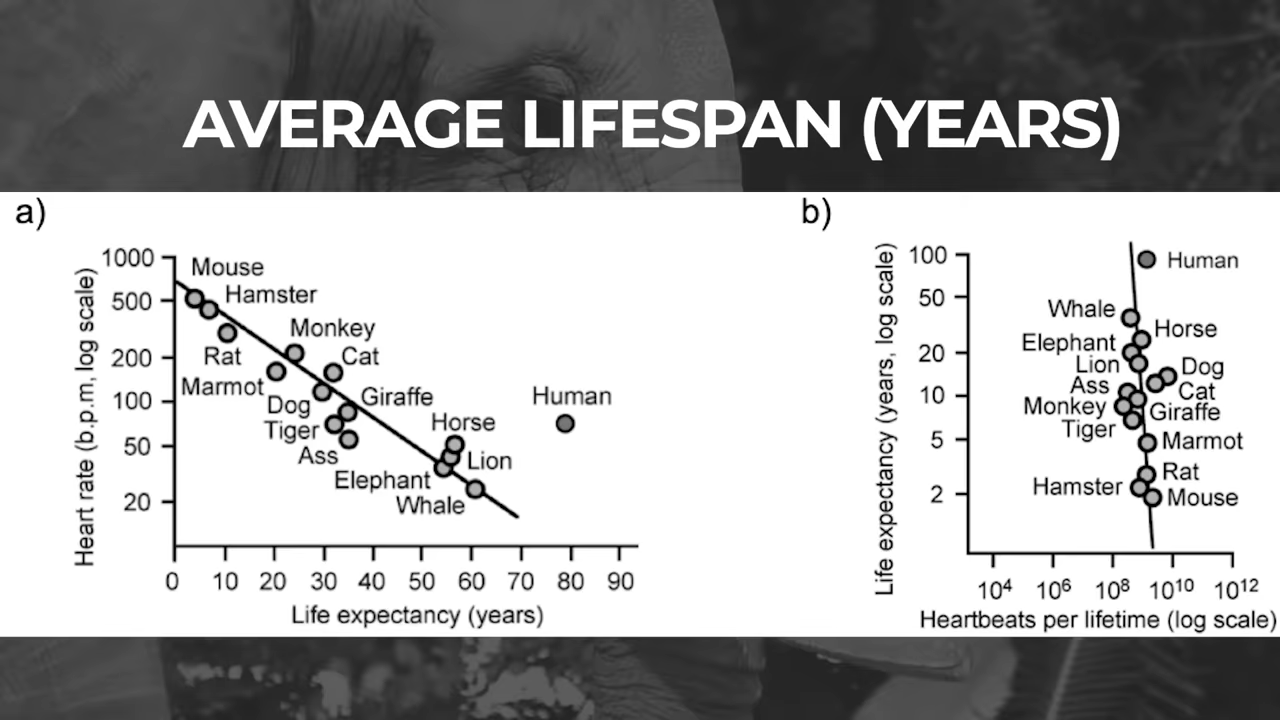 AVERAGE LIFESPAN (YEARS)
a)
Heart rate (b.p.m, log scale)
1000
500
200
100
50
20
Mouse
Hamster
Rat
Monkey
Cat
Marmot
Dog
Giraffe
Tiger
Ass
Horse
Human
Lion
Elephant
Whale
0 10 20 30 40 50 60 70 80 90
Life expectancy (years)
b)
Life expectancy (years, log scale)
100
50
20
10
5
2
Human
Whale
Horse
Elephant
Lion
Dog
Ass
Cat
Monkey
Giraffe
Tiger
Marmot
Rat
Hamster
Mouse
10⁴ 10⁶ 10⁸ 10¹⁰ 10¹²
Heartbeats per lifetime (log scale)